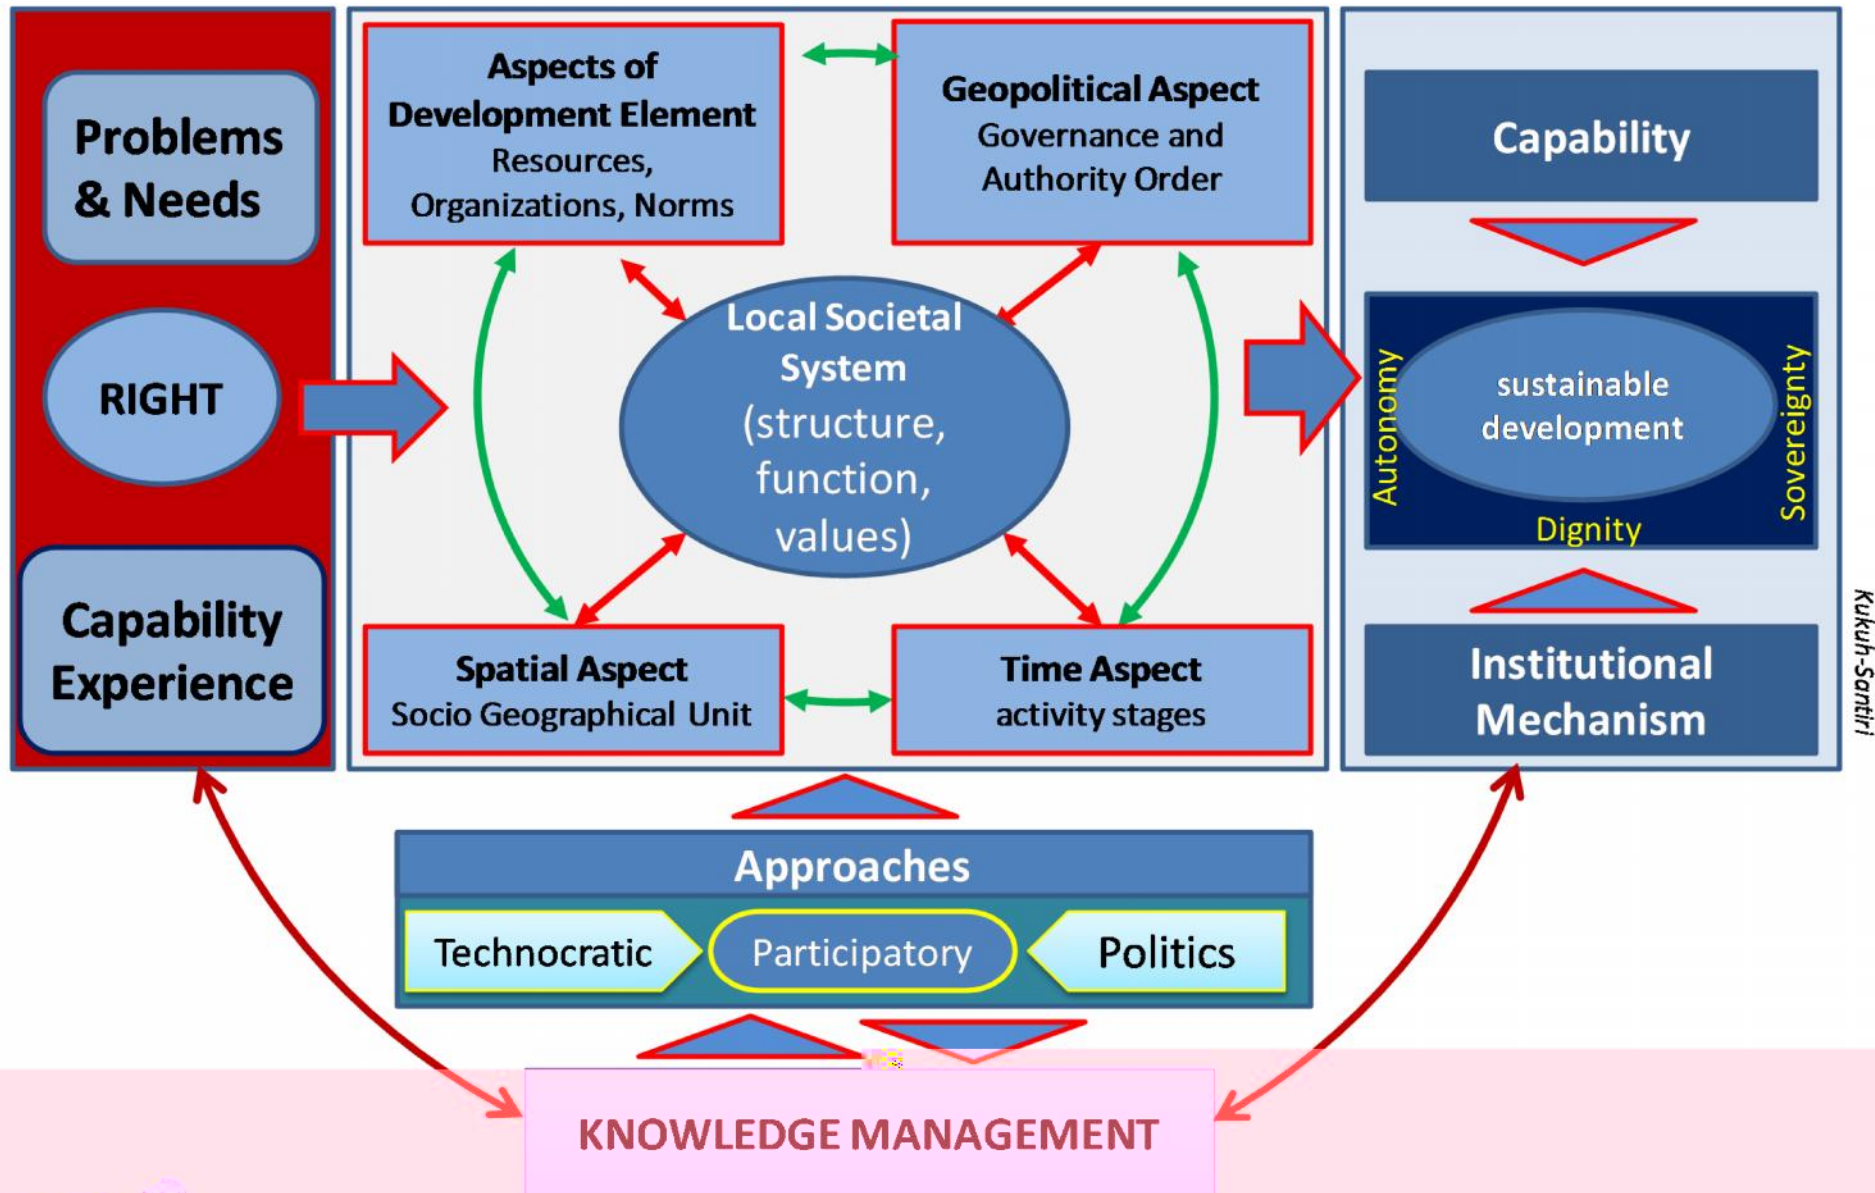 Problems
& Needs
RIGHT
Capability
Experience
Aspects of
Development Element
Resources,
Organizations, Norms
Geopolitical Aspect
Governance and
Authority Order
Local Societal
System
(structure,
function,
values)
Spatial Aspect
Socio Geographical Unit
Time Aspect
activity stages
Capability
Autonomy
sustainable
development
Sovereignty
Dignity
Institutional
Mechanism
Kukuh-Santiri
Approaches
Technocratic
Participatory
Politics
KNOWLEDGE MANAGEMENT